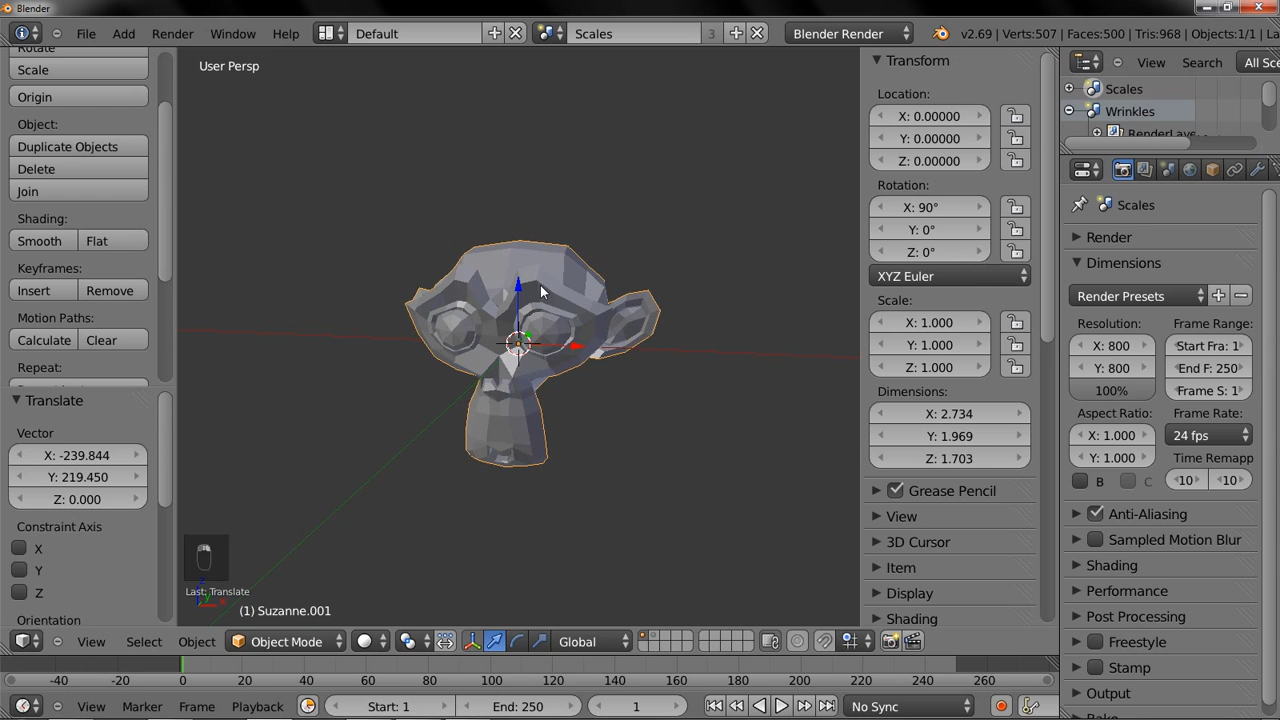 Blender
File Add Render Window Help Default Scales 3 Blender Render v2.69 | Verts:507 | Faces:500 | Tris:968 | Objects:1/1 | La
Rotate
Scale
Origin
Object:
Duplicate Objects
Delete
Join
Shading:
Smooth Flat
Keyframes:
Insert Remove
Motion Paths:
Calculate Clear
Repeat:
Translate
Vector
X: -239.844
Y: 219.450
Z: 0.000
Constraint Axis
X
Y
Z
Orientation
User Persp
Last: Translate
z
y
x
(1) Suzanne.001
Transform
Location:
X: 0.00000
Y: 0.00000
Z: 0.00000
Rotation:
X: 90°
Y: 0°
Z: 0°
XYZ Euler
Scale:
X: 1.000
Y: 1.000
Z: 1.000
Dimensions:
X: 2.734
Y: 1.969
Z: 1.703
Grease Pencil
View
3D Cursor
Item
Display
Shading
View Search All Sce
Scales
Wrinkles
RenderLaye
Scales
Render
Dimensions
Render Presets
Resolution: Frame Range:
X: 800 Start Fra: 1
Y: 800 End F: 250
100% Frame S: 1
Aspect Ratio: Frame Rate:
X: 1.000 24 fps
Y: 1.000 Time Remapp
B C 10 10
Anti-Aliasing
Sampled Motion Blur
Shading
Performance
Post Processing
Freestyle
Stamp
Output
Bake
View Select Object Object Mode Global
-40 -20 0 20 40 60 80 100 120 140 160 180 200 220 240 260
View Marker Frame Playback Start: 1 End: 250 1 No Sync